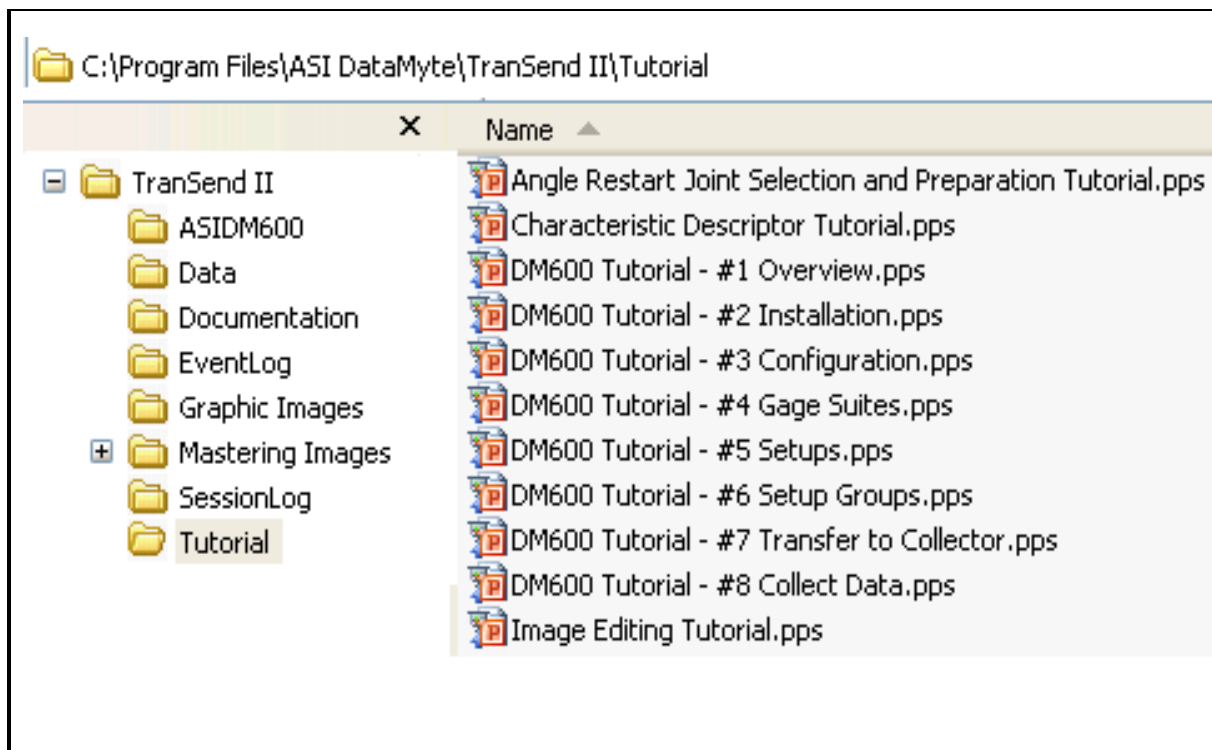 C:\Program Files\ASI DataMyte\TranSend II\Tutorial
Name
TranSend II
ASIDM600
Data
Documentation
EventLog
Graphic Images
Mastering Images
SessionLog
Tutorial
Angle Restart Joint Selection and Preparation Tutorial.pps
Characteristic Descriptor Tutorial.pps
DM600 Tutorial - #1 Overview.pps
DM600 Tutorial - #2 Installation.pps
DM600 Tutorial - #3 Configuration.pps
DM600 Tutorial - #4 Gage Suites.pps
DM600 Tutorial - #5 Setups.pps
DM600 Tutorial - #6 Setup Groups.pps
DM600 Tutorial - #7 Transfer to Collector.pps
DM600 Tutorial - #8 Collect Data.pps
Image Editing Tutorial.pps